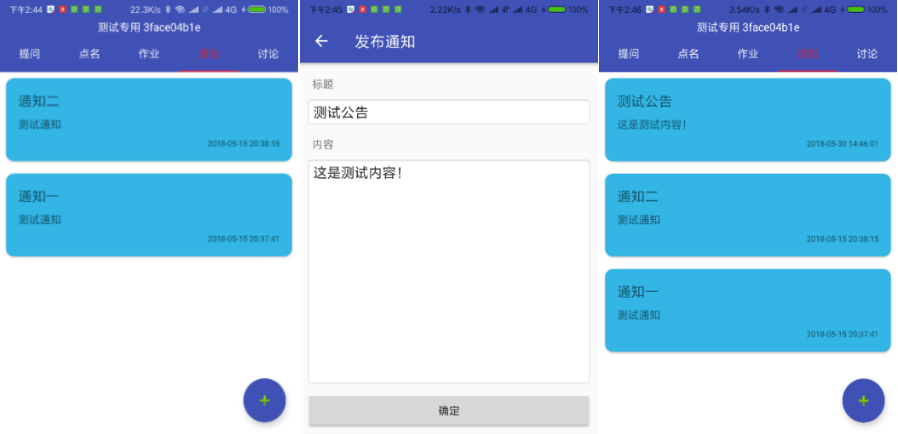 下午2:44
22.3K/s
4G
100%
测试专用 3face04b1e
提问
点名
作业
讨论
通知二
测试通知
2018-05-15 20:38:15
通知一
测试通知
2018-05-15 20:37:41
+
下午2:45
2.22K/s
4G
100%
发布通知
标题
测试公告
内容
这是测试内容!
确定
下午2:46
3.54K/s
4G
100%
测试专用 3face04b1e
提问
点名
作业
讨论
测试公告
这是测试内容!
2018-05-30 14:46:01
通知二
测试通知
2018-05-15 20:38:15
通知一
测试通知
2018-05-15 20:37:41
+